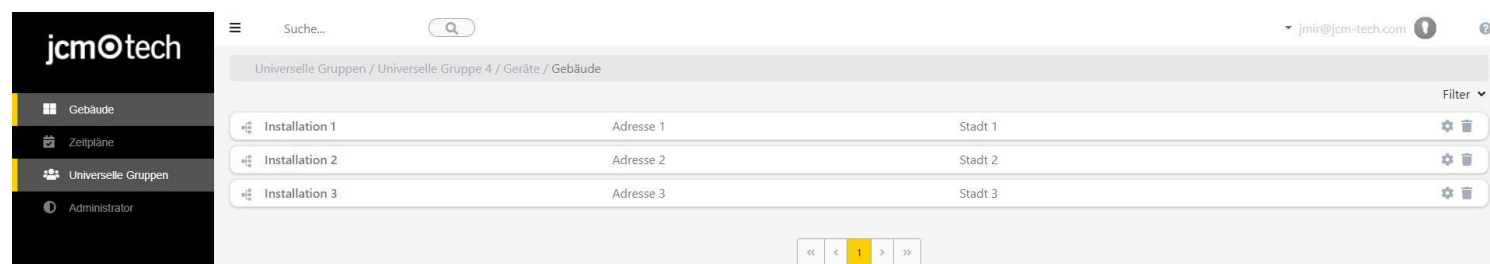 jcm tech
Suche...
jmir@jcm-tech.com
Universelle Gruppen / Universelle Gruppe 4 / Geräte / Gebäude
Filter
Gebäude
Zeitpläne
Universelle Gruppen
Administrator
Installation 1 Adresse 1 Stadt 1
Installation 2 Adresse 2 Stadt 2
Installation 3 Adresse 3 Stadt 3
« ‹ 1 › »